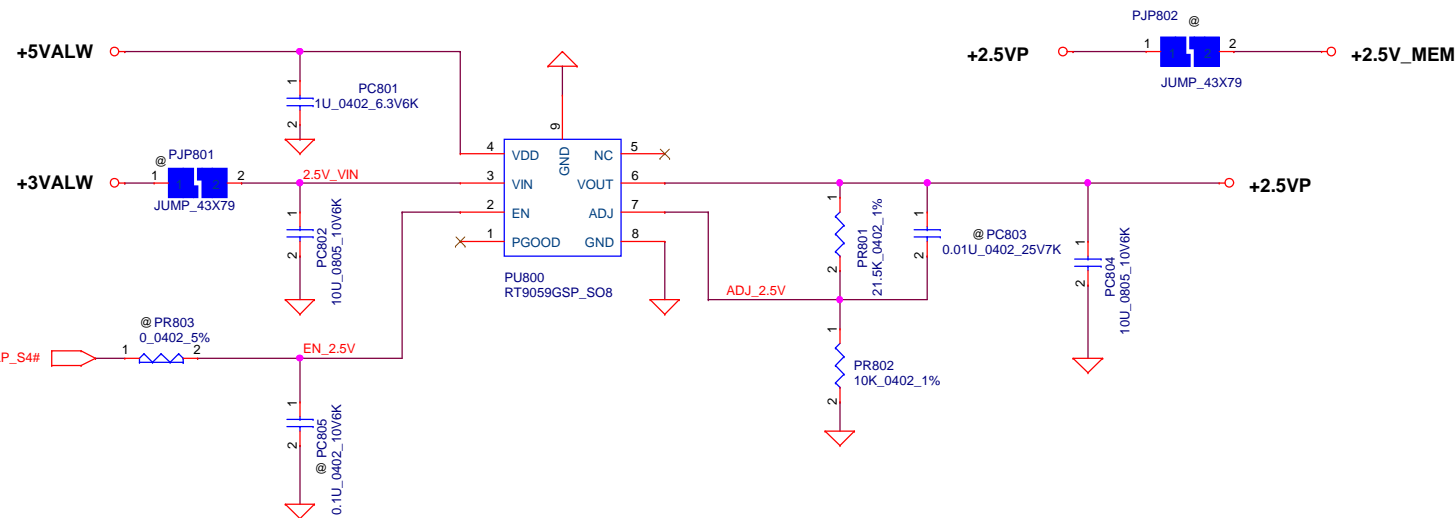 PJP802
@
+5VALW
+2.5VP
1
1
2
2
+2.5V_MEM
JUMP_43X79
1
2
PC801
1U_0402_6.3V6K
9
GND
4
VDD
NC
5
@
PJP801
+3VALW
1
1
2
2
JUMP_43X79
2.5V_VIN
3
VIN
VOUT
6
+2.5VP
2
EN
ADJ
7
1
PGOOD
GND
8
PU800
RT9059GSP_SO8
1
2
PC802
10U_0805_10V6K
1
2
PR801
21.5K_0402_1%
1
2
@ PC803
0.01U_0402_25V7K
1
2
PC804
10U_0805_10V6K
ADJ_2.5V
@ PR803
0_0402_5%
P_S4#
1
2
EN_2.5V
1
2
PR802
10K_0402_1%
1
2
@ PC805
0.1U_0402_10V6K